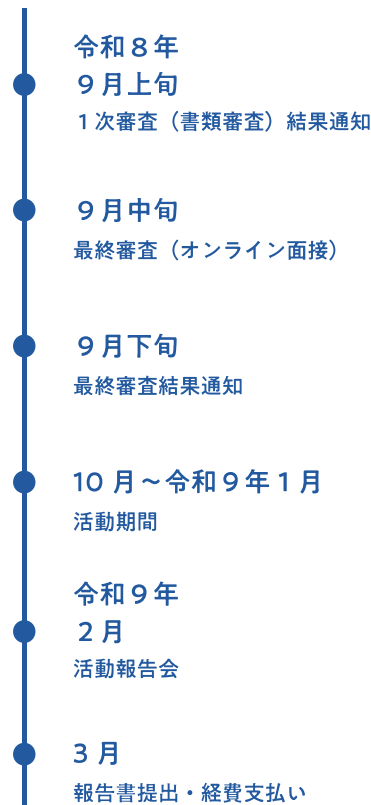 令和８年
９月上旬
１次審査（書類審査）結果通知
９月中旬
最終審査（オンライン面接）
９月下旬
最終審査結果通知
10 月～令和９年１月
活動期間
令和９年
２月
活動報告会
3 月
報告書提出・経費支払い